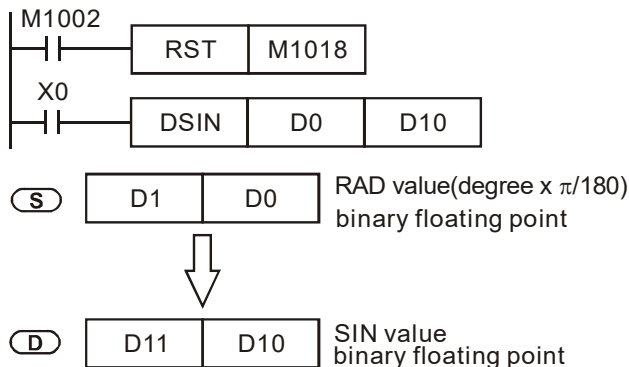 M1002
RST M1018
X0
DSIN D0 D10
S D1 D0 RAD value(degree x π/180)
binary floating point
D D11 D10 SIN value
binary floating point